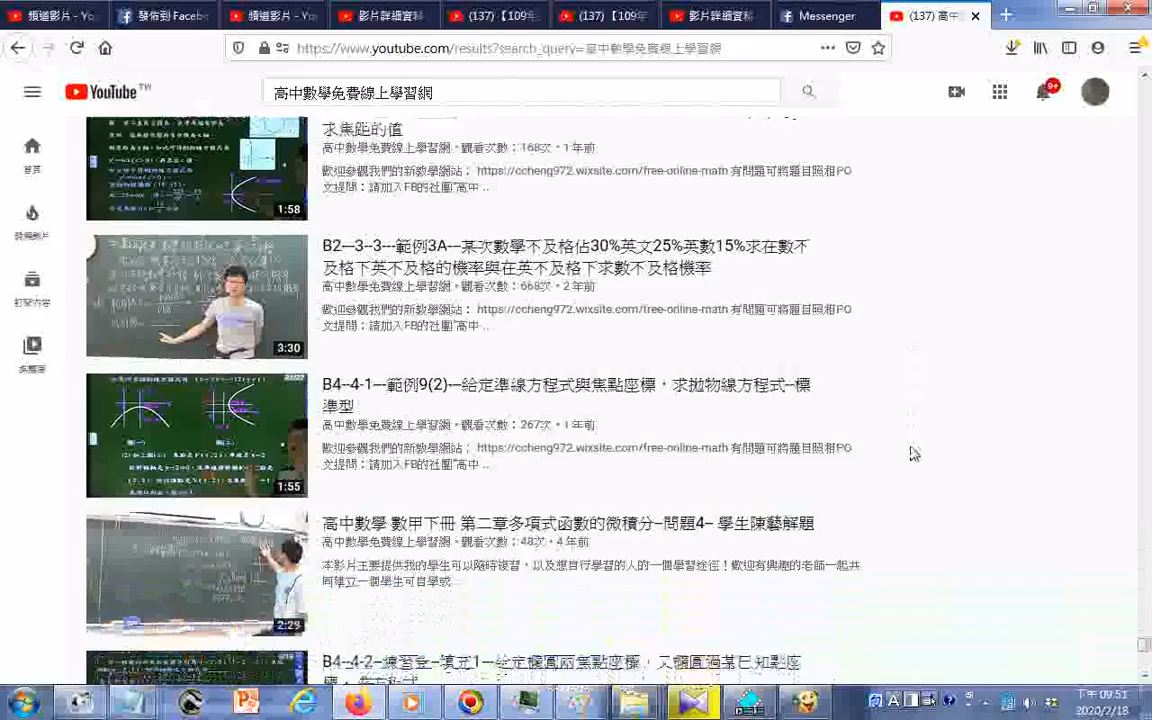 頻道影片 - Yo
發佈到 Faceb
頻道影片 - Yo
影片詳細資料
(137) 【109年
(137) 【109年
影片詳細資料
Messenger
(137) 高中
https://www.youtube.com/results?search_query=高中數學免費線上學習網
YouTube TW
高中數學免費線上學習網
9+
首頁
發燒影片
訂閱內容
媒體庫
求焦距的值
高中數學免費線上學習網 • 觀看次數：168次 • 1 年前
歡迎參觀我們的新教學網站： https://ccheng972.wixsite.com/free-online-math 有問題可將題目照相PO
文提問：請加入FB的社團"高中 ..
1:58
B2---3--3---範例3A---某次數學不及格佔30%英文25%英數15%求在數不
及格下英不及格的機率與在英不及格下求數不及格機率
高中數學免費線上學習網 • 觀看次數：668次 • 2 年前
歡迎參觀我們的新教學網站： https://ccheng972.wixsite.com/free-online-math 有問題可將題目照相PO
文提問：請加入FB的社團"高中 ..
3:30
B4--4-1---範例9(2)---給定準線方程式與焦點座標，求拋物線方程式--標
準型
高中數學免費線上學習網 • 觀看次數：267次 • 1 年前
歡迎參觀我們的新教學網站： https://ccheng972.wixsite.com/free-online-math 有問題可將題目照相PO
文提問：請加入FB的社團"高中 ..
1:55
高中數學 數甲下冊 第二章多項式函數的微積分--問題4-- 學生陳藝解題
高中數學免費線上學習網 • 觀看次數：48次 • 4 年前
本影片主要提供我的學生可以隨時複習，以及想自行學習的人的一個學習途徑！歡迎有興趣的老師一起共
同建立一個學生可自學或..
2:29
B4--4-2--練習登--填充1--給定橢圓兩焦點座標，又橢圓過某已知點座
下午 09:51
2020/2/18